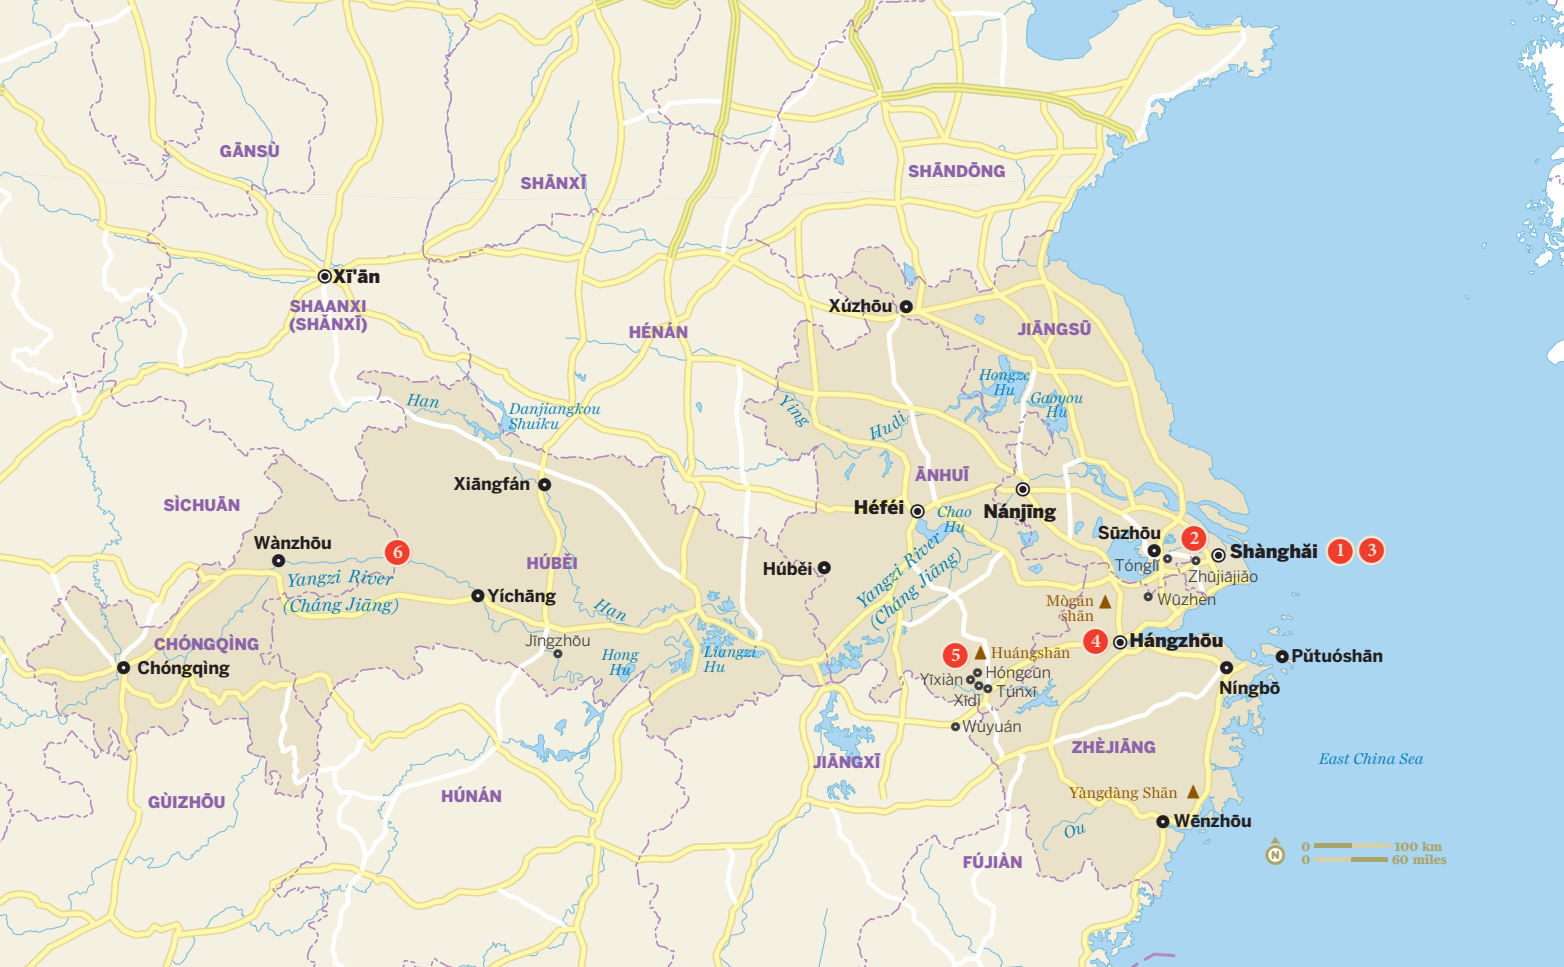 GĀNSÙ
SHĀNXĪ
SHĀNDŌNG
Xī'ān
SHAANXI
(SHǍNXĪ)
HÉNÁN
Xúzhōu
JIĀNGSŪ
Hongze
Hu
Gaoyou
Hu
Han
Danjiangkou
Shuiku
Ying
Hudi
ĀNHUĪ
Xiāngfán
SÌCHUĀN
Héféi
Chao
Hu
Nánjīng
Sūzhōu
2
Shànghǎi
1
3
Wànzhōu
6
HÚBĚI
Húběi
Tónglǐ
Zhūjiājiǎo
Yangzi River
(Cháng Jiāng)
Yangzi River
(Cháng Jiāng)
Yíchāng
Han
Mògān
shān
Wūzhèn
CHÓNGQÌNG
Chóngqìng
Jīngzhōu
Hong
Hu
Liangzi
Hu
5
Huángshān
4
Hángzhōu
Pǔtuóshān
Yīxiàn
Hóngcūn
Túnxī
Xīdì
Níngbō
Wùyuán
ZHÈJIĀNG
East China Sea
JIĀNGXĪ
GÙIZHŌU
HÚNÁN
Yàngdàng Shān
Wēnzhōu
Ou
FÚJIÀN
N
0 100 km
0 60 miles